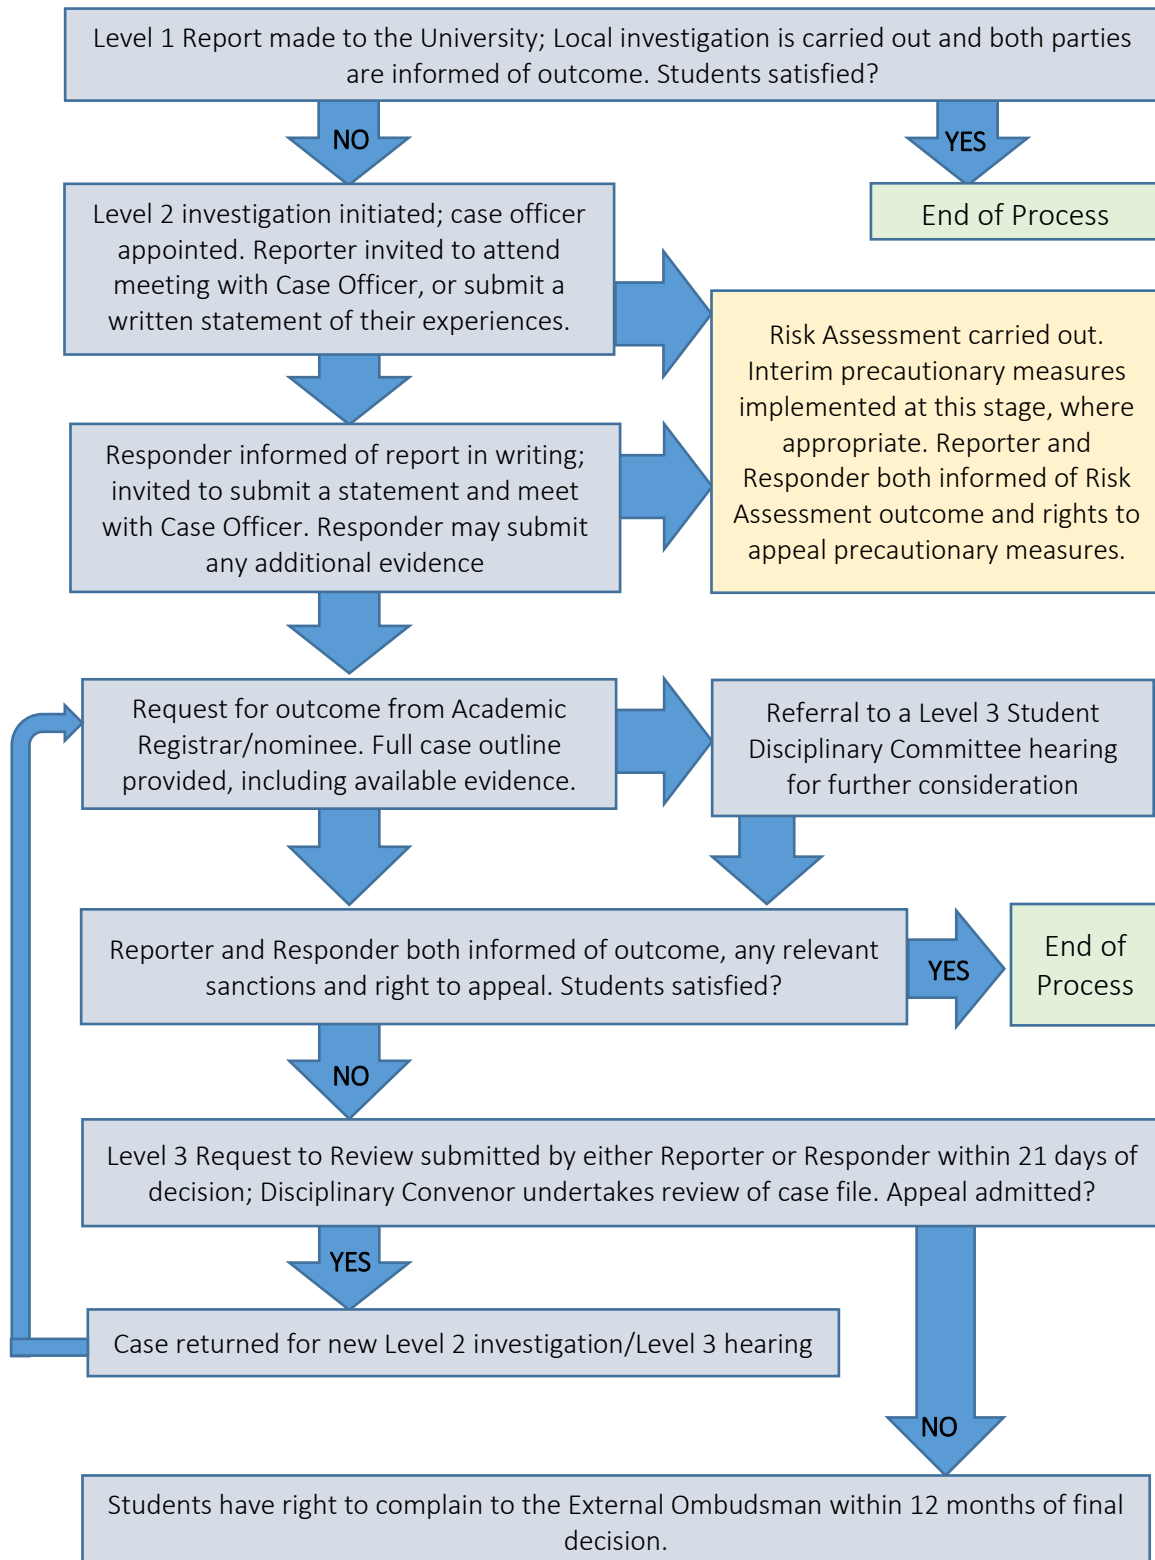 Level 1 Report made to the University; Local investigation is carried out and both parties
are informed of outcome. Students satisfied?
NO
YES
Level 2 investigation initiated; case officer
appointed. Reporter invited to attend
meeting with Case Officer, or submit a
written statement of their experiences.
End of Process
Risk Assessment carried out.
Interim precautionary measures
implemented at this stage, where
appropriate. Reporter and
Responder both informed of Risk
Assessment outcome and rights to
appeal precautionary measures.
Responder informed of report in writing;
invited to submit a statement and meet
with Case Officer. Responder may submit
any additional evidence
Request for outcome from Academic
Registrar/nominee. Full case outline
provided, including available evidence.
Referral to a Level 3 Student
Disciplinary Committee hearing
for further consideration
Reporter and Responder both informed of outcome, any relevant
sanctions and right to appeal. Students satisfied?
YES
End of
Process
NO
Level 3 Request to Review submitted by either Reporter or Responder within 21 days of
decision; Disciplinary Convenor undertakes review of case file. Appeal admitted?
YES
Case returned for new Level 2 investigation/Level 3 hearing
NO
Students have right to complain to the External Ombudsman within 12 months of final
decision.